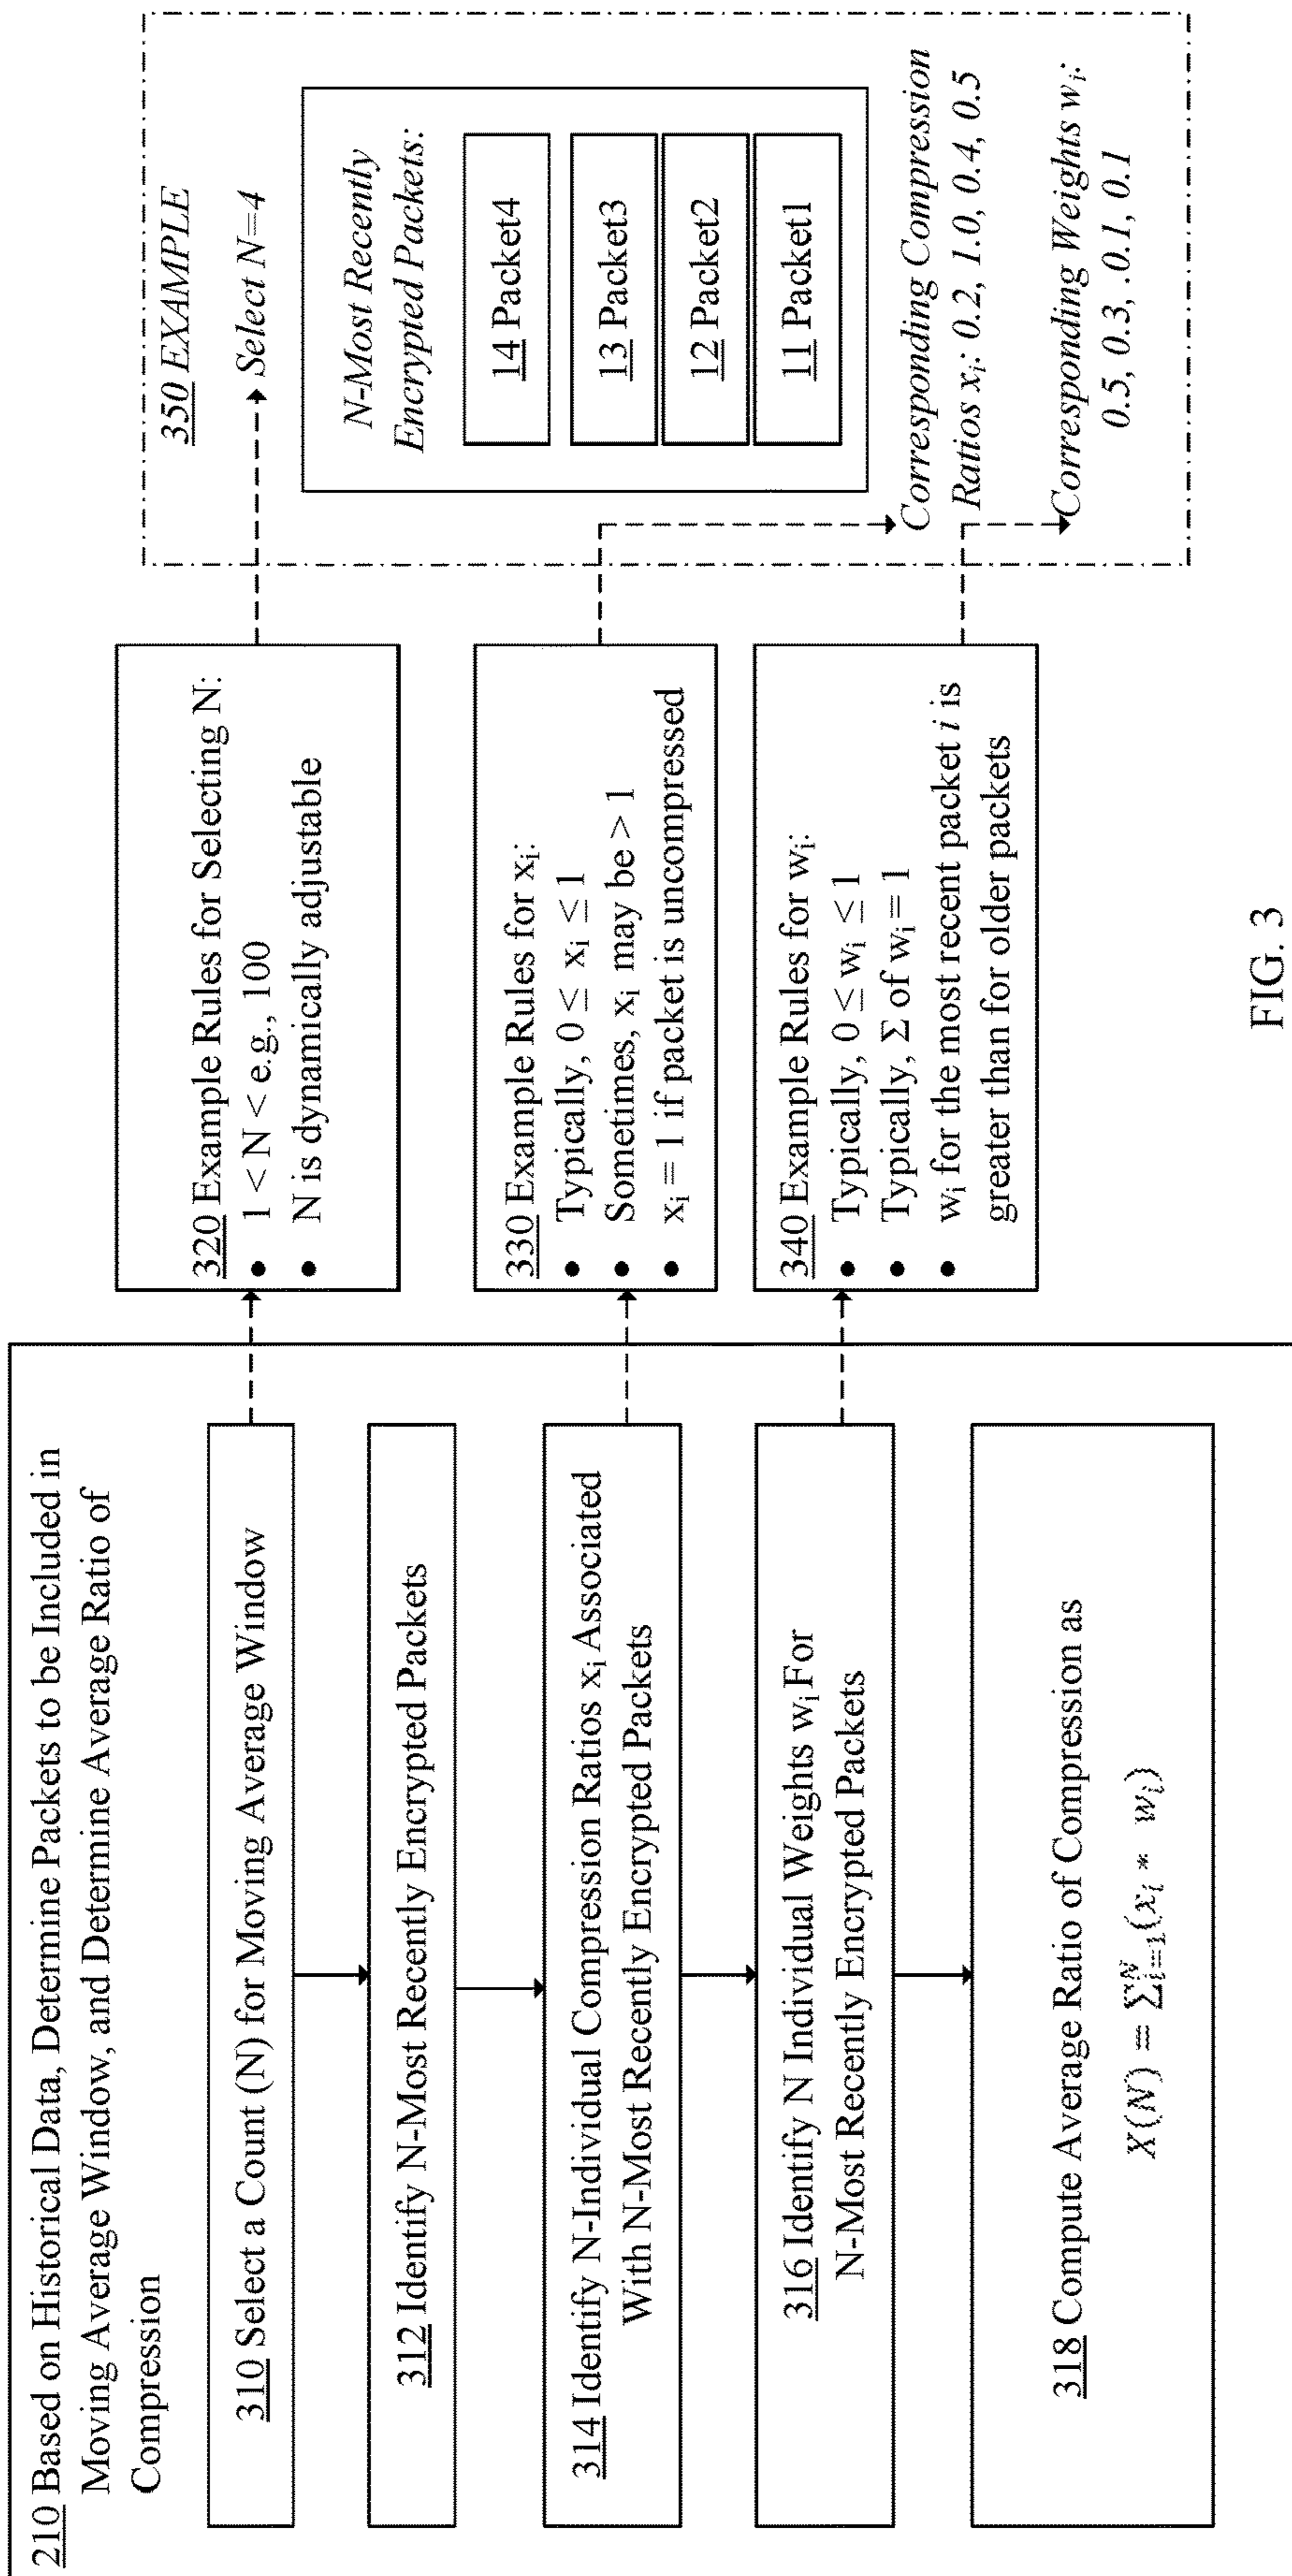 210 Based on Historical Data, Determine Packets to be Included in
Moving Average Window, and Determine Average Ratio of
Compression
310 Select a Count (N) for Moving Average Window
312 Identify N-Most Recently Encrypted Packets
314 Identify N-Individual Compression Ratios xi Associated
With N-Most Recently Encrypted Packets
316 Identify N Individual Weights wi For
N-Most Recently Encrypted Packets
318 Compute Average Ratio of Compression as
X(N) = ∑_{i=1}^{N}(x_i * w_i)
320 Example Rules for Selecting N:
• 1 < N < e.g., 100
• N is dynamically adjustable
330 Example Rules for xi:
• Typically, 0 ≤ xi ≤ 1
• Sometimes, xi may be > 1
• xi = 1 if packet is uncompressed
340 Example Rules for wi:
• Typically, 0 ≤ wi ≤ 1
• Typically, Σ of wi = 1
• wi for the most recent packet i is
greater than for older packets
350 EXAMPLE
Select N=4
N-Most Recently
Encrypted Packets:
14 Packet4
13 Packet3
12 Packet2
11 Packet1
Corresponding Compression
Ratios xi: 0.2, 1.0, 0.4, 0.5
Corresponding Weights wi:
0.5, 0.3, .0.1, 0.1
FIG. 3